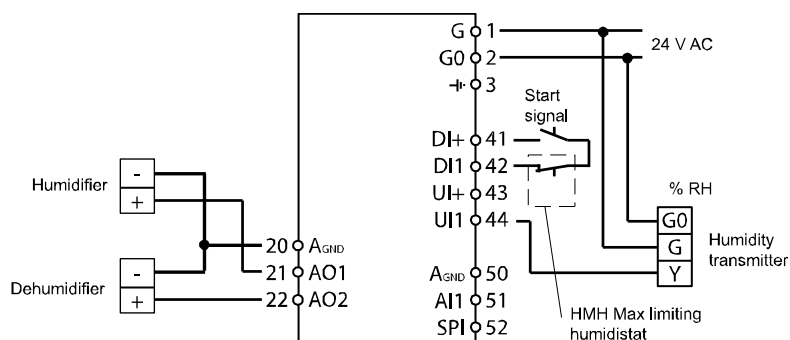 G 1
24 V AC
G0 2
3
Start
signal
DI+ 41
DI1 42
UI+ 43
UI1 44
Humidifier
-
+
% RH
G0
G
Y
Humidity
transmitter
20 AGND
21 AO1
22 AO2
Dehumidifier
-
+
AGND 50
AI1 51
SPI 52
HMH Max limiting
humidistat